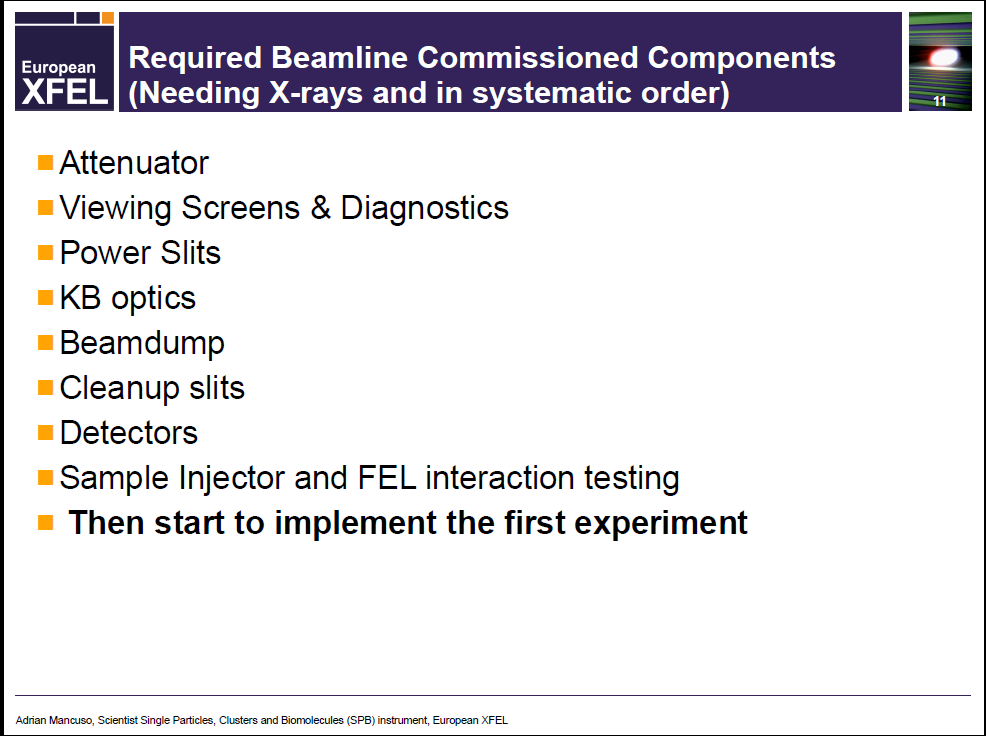 European
XFEL
Required Beamline Commissioned Components
(Needing X-rays and in systematic order)
11
Attenuator
Viewing Screens & Diagnostics
Power Slits
KB optics
Beamdump
Cleanup slits
Detectors
Sample Injector and FEL interaction testing
Then start to implement the first experiment
Adrian Mancuso, Scientist Single Particles, Clusters and Biomolecules (SPB) instrument, European XFEL